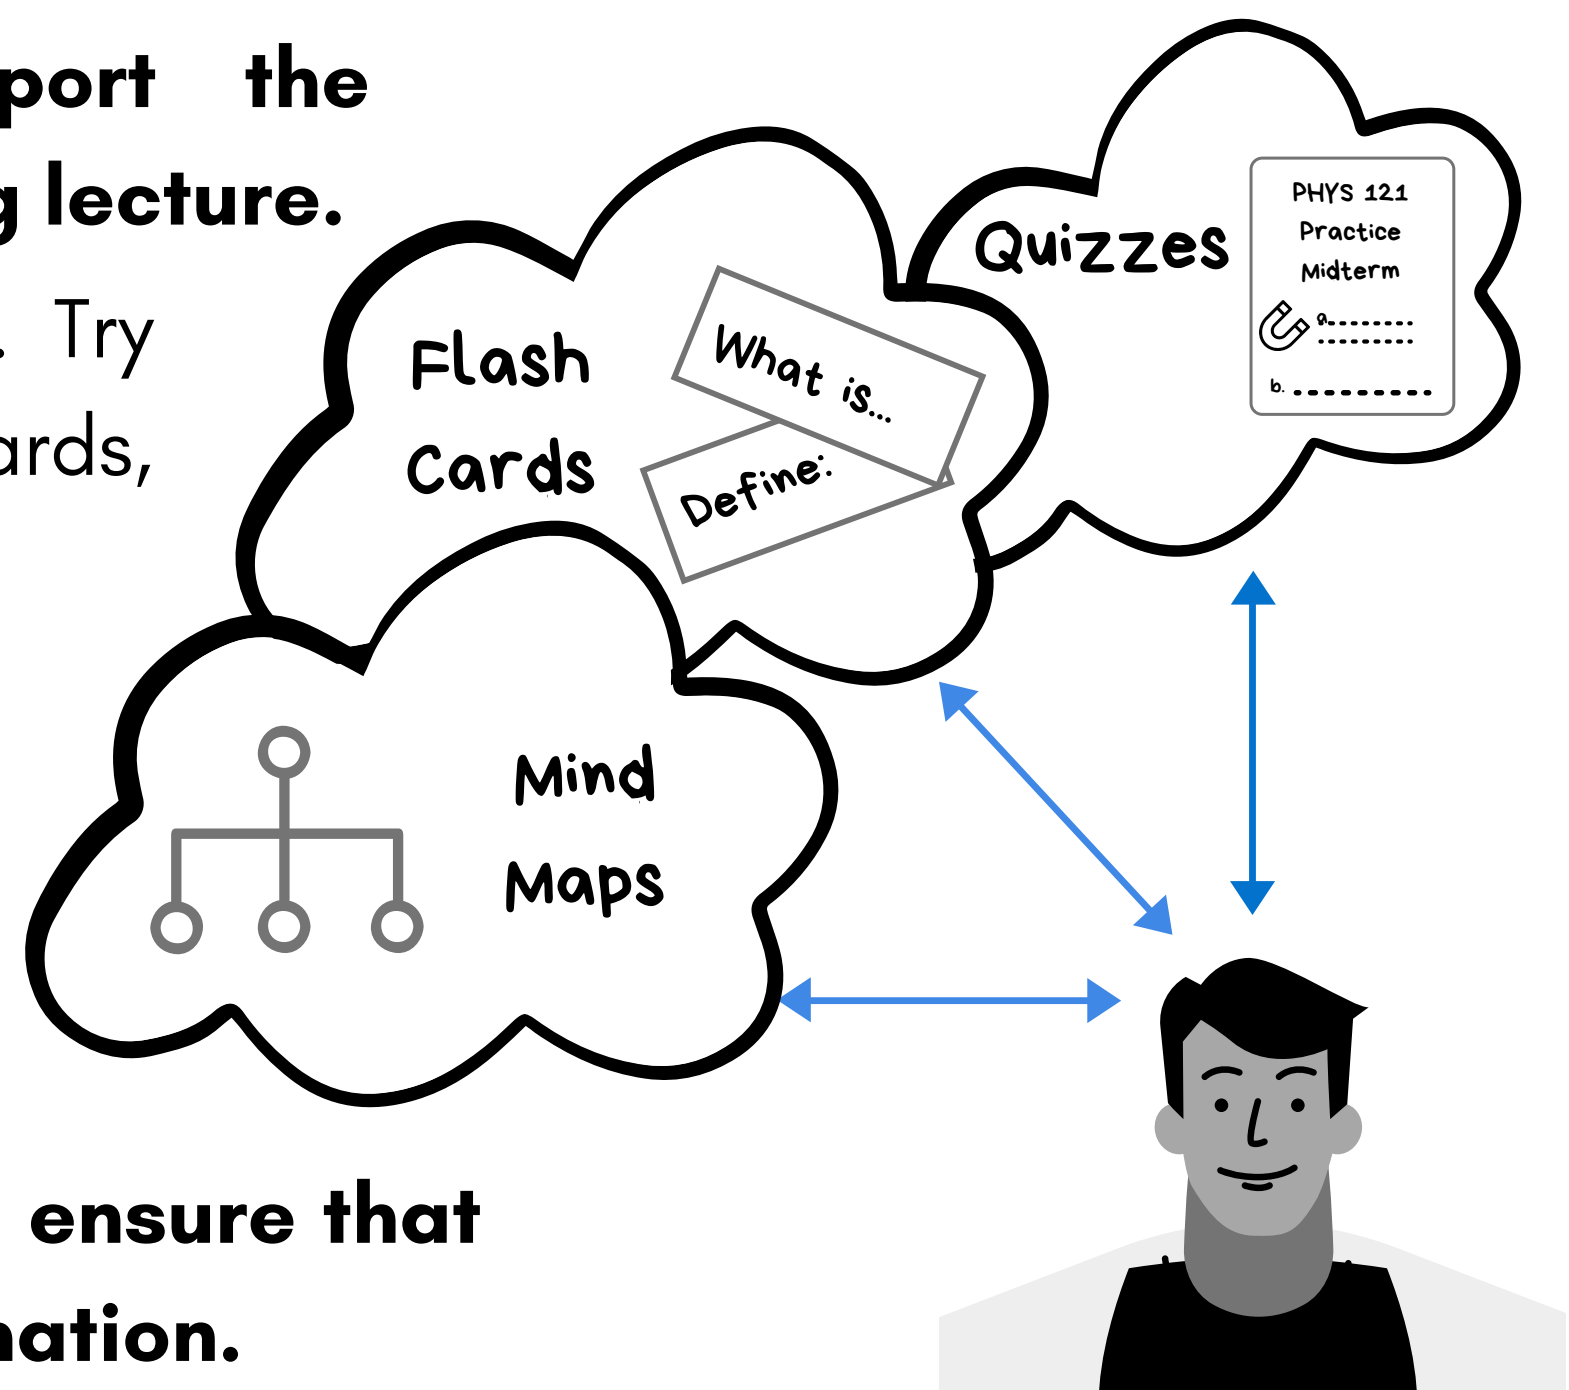 port the
g lecture.
. Try
ards,
Flash
Cards
What is...
Define:
Quizzes
PHYS 121
Practice
Midterm
a.
b.
Mind
Maps
ensure that
nation.